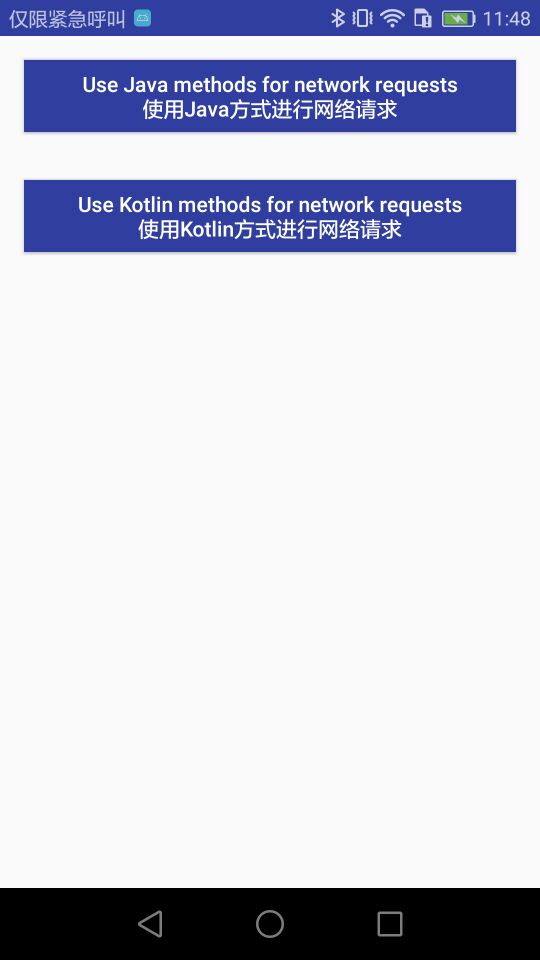 仅限紧急呼叫
11:48
Use Java methods for network requests
使用Java方式进行网络请求
Use Kotlin methods for network requests
使用Kotlin方式进行网络请求